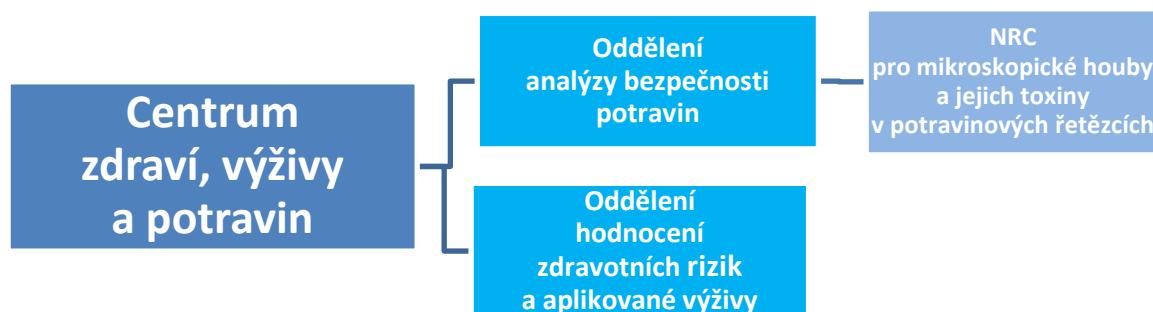 Centrum
zdraví, výživy
a potravin
Oddělení
analýzy bezpečnosti
potravin
NRC
pro mikroskopické houby
a jejich toxiny
v potravinových řetězcích
Oddělení
hodnocení
zdravotních rizik
a aplikované výživy